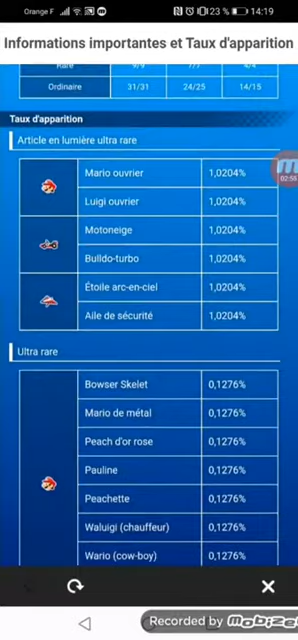 Orange F 23 % 14:19
Informations importantes et Taux d'apparition
Rare 9/9 7/7 4/4
Ordinaire 31/31 24/25 14/15
Taux d'apparition
Article en lumière ultra rare
Mario ouvrier 1,0204%
Luigi ouvrier 1,0204%
Motoneige 1,0204%
Bulldo-turbo 1,0204%
Étoile arc-en-ciel 1,0204%
Aile de sécurité 1,0204%
Ultra rare
Bowser Skelet 0,1276%
Mario de métal 0,1276%
Peach d'or rose 0,1276%
Pauline 0,1276%
Peachette 0,1276%
Waluigi (chauffeur) 0,1276%
Wario (cow-boy) 0,1276%
Recorded by